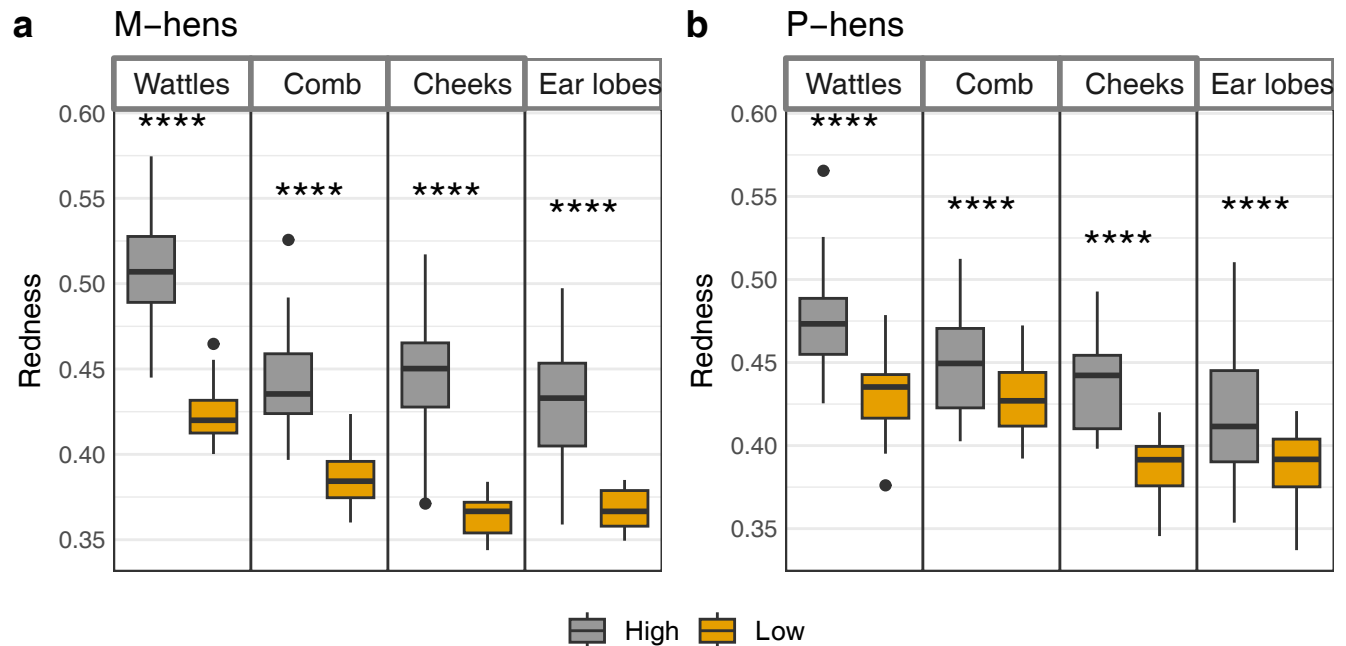 a M−hens
Wattles Comb Cheeks Ear lobes
0.60
0.55
0.50
0.45
0.40
0.35
Redness
**** **** **** ****
b P−hens
Wattles Comb Cheeks Ear lobes
0.60
0.55
0.50
0.45
0.40
0.35
Redness
**** **** **** ****
High Low